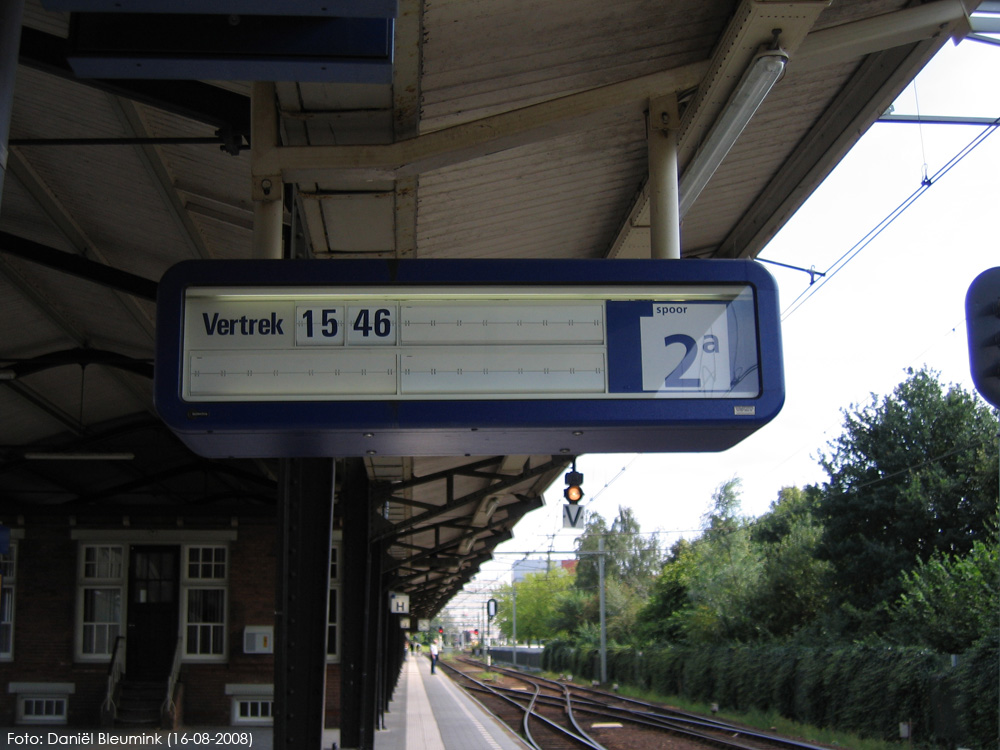 Vertrek 15 46
spoor
2a
V
H
Foto: Daniël Bleumink (16-08-2008)